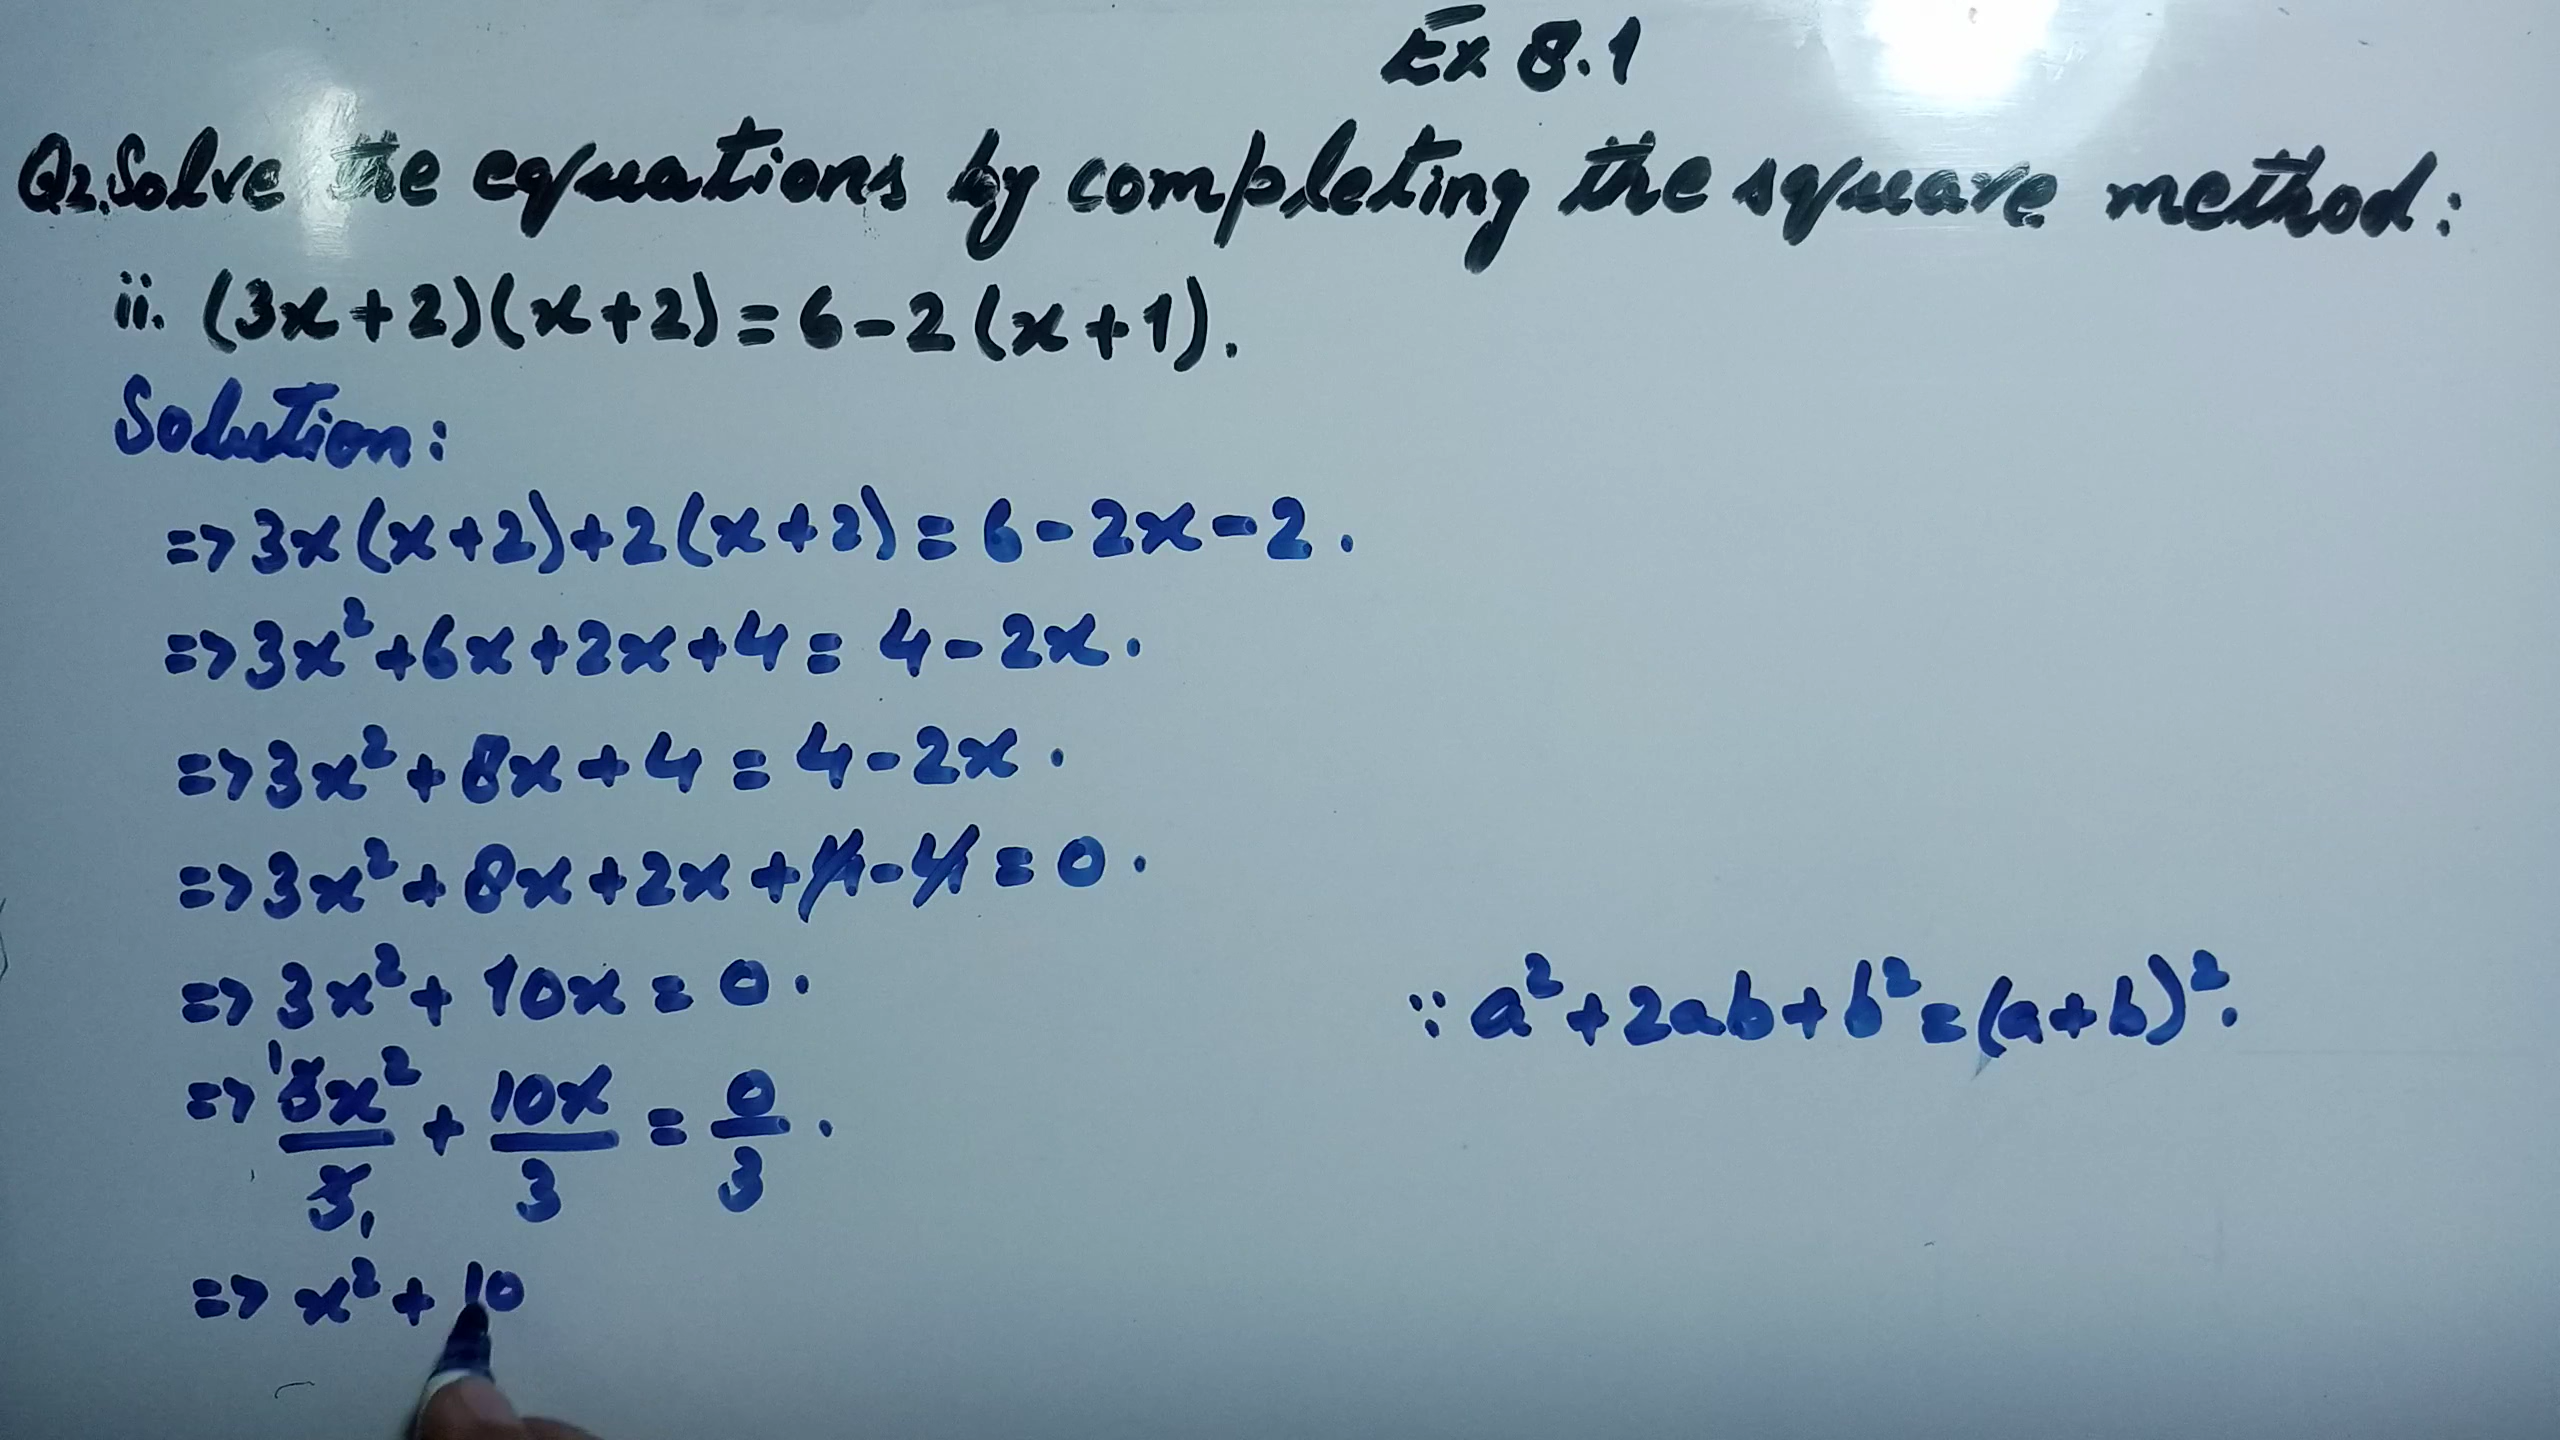 Ex 8.1
Q2. Solve the equations by completing the square method:
ii. (3x+2)(x+2)=6-2(x+1).
Solution:
=> 3x(x+2)+2(x+2)=6-2x-2.
=> 3x²+6x+2x+4=4-2x.
=> 3x²+8x+4=4-2x.
=> 3x²+8x+2x+4-4=0.
=> 3x²+10x=0.
∵ a²+2ab+b²=(a+b)².
=> ¹3x²/3₁ + 10x/3 = 0/3.
=> x²+10